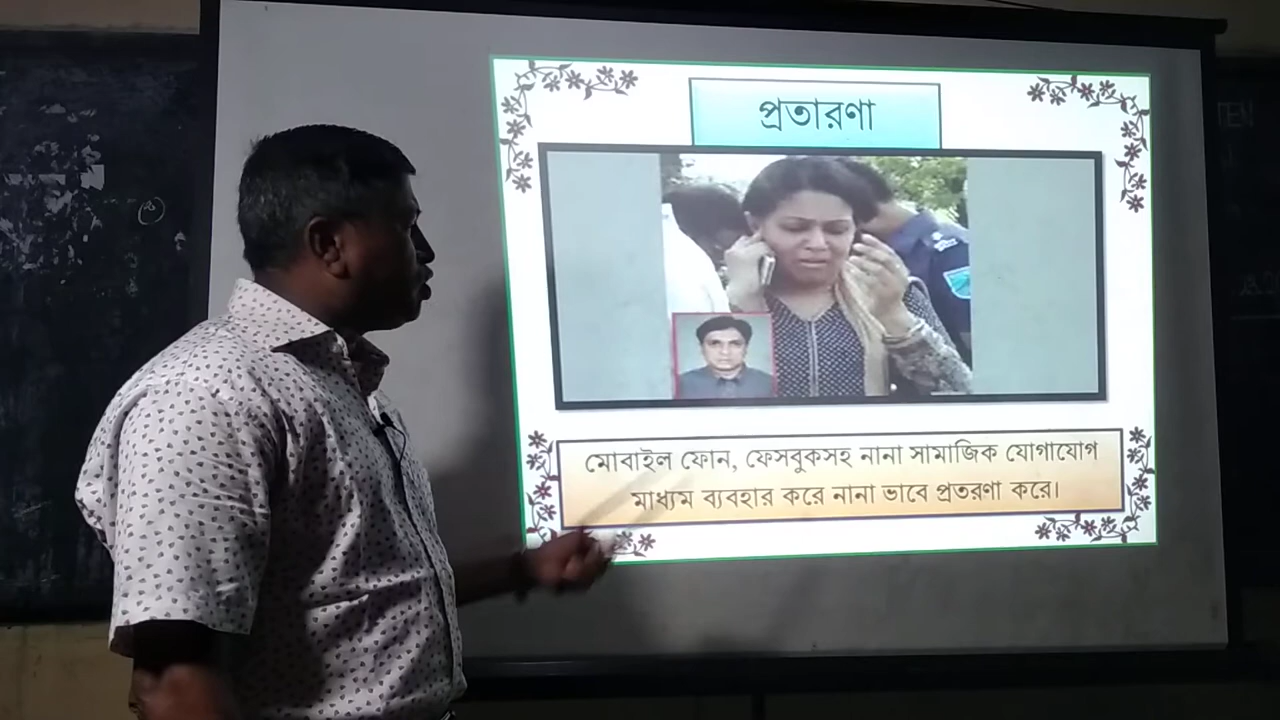 প্রতারণা
মোবাইল ফোন, ফেসবুকসহ নানা সামাজিক যোগাযোগ
মাধ্যম ব্যবহার করে নানা ভাবে প্রতরণা করে।